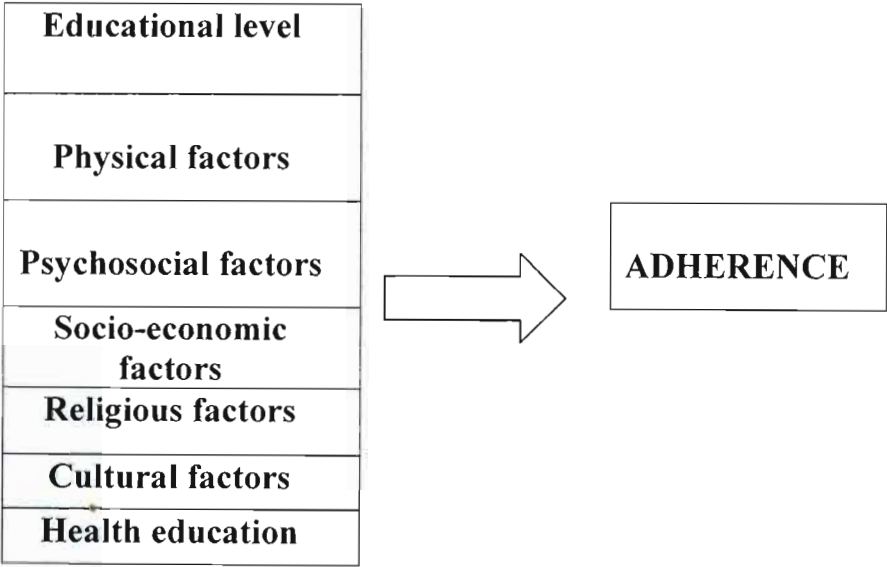 Educational level
Physical factors
Psychosocial factors
Socio-economic
factors
Religious factors
Cultural factors
Health education
ADHERENCE